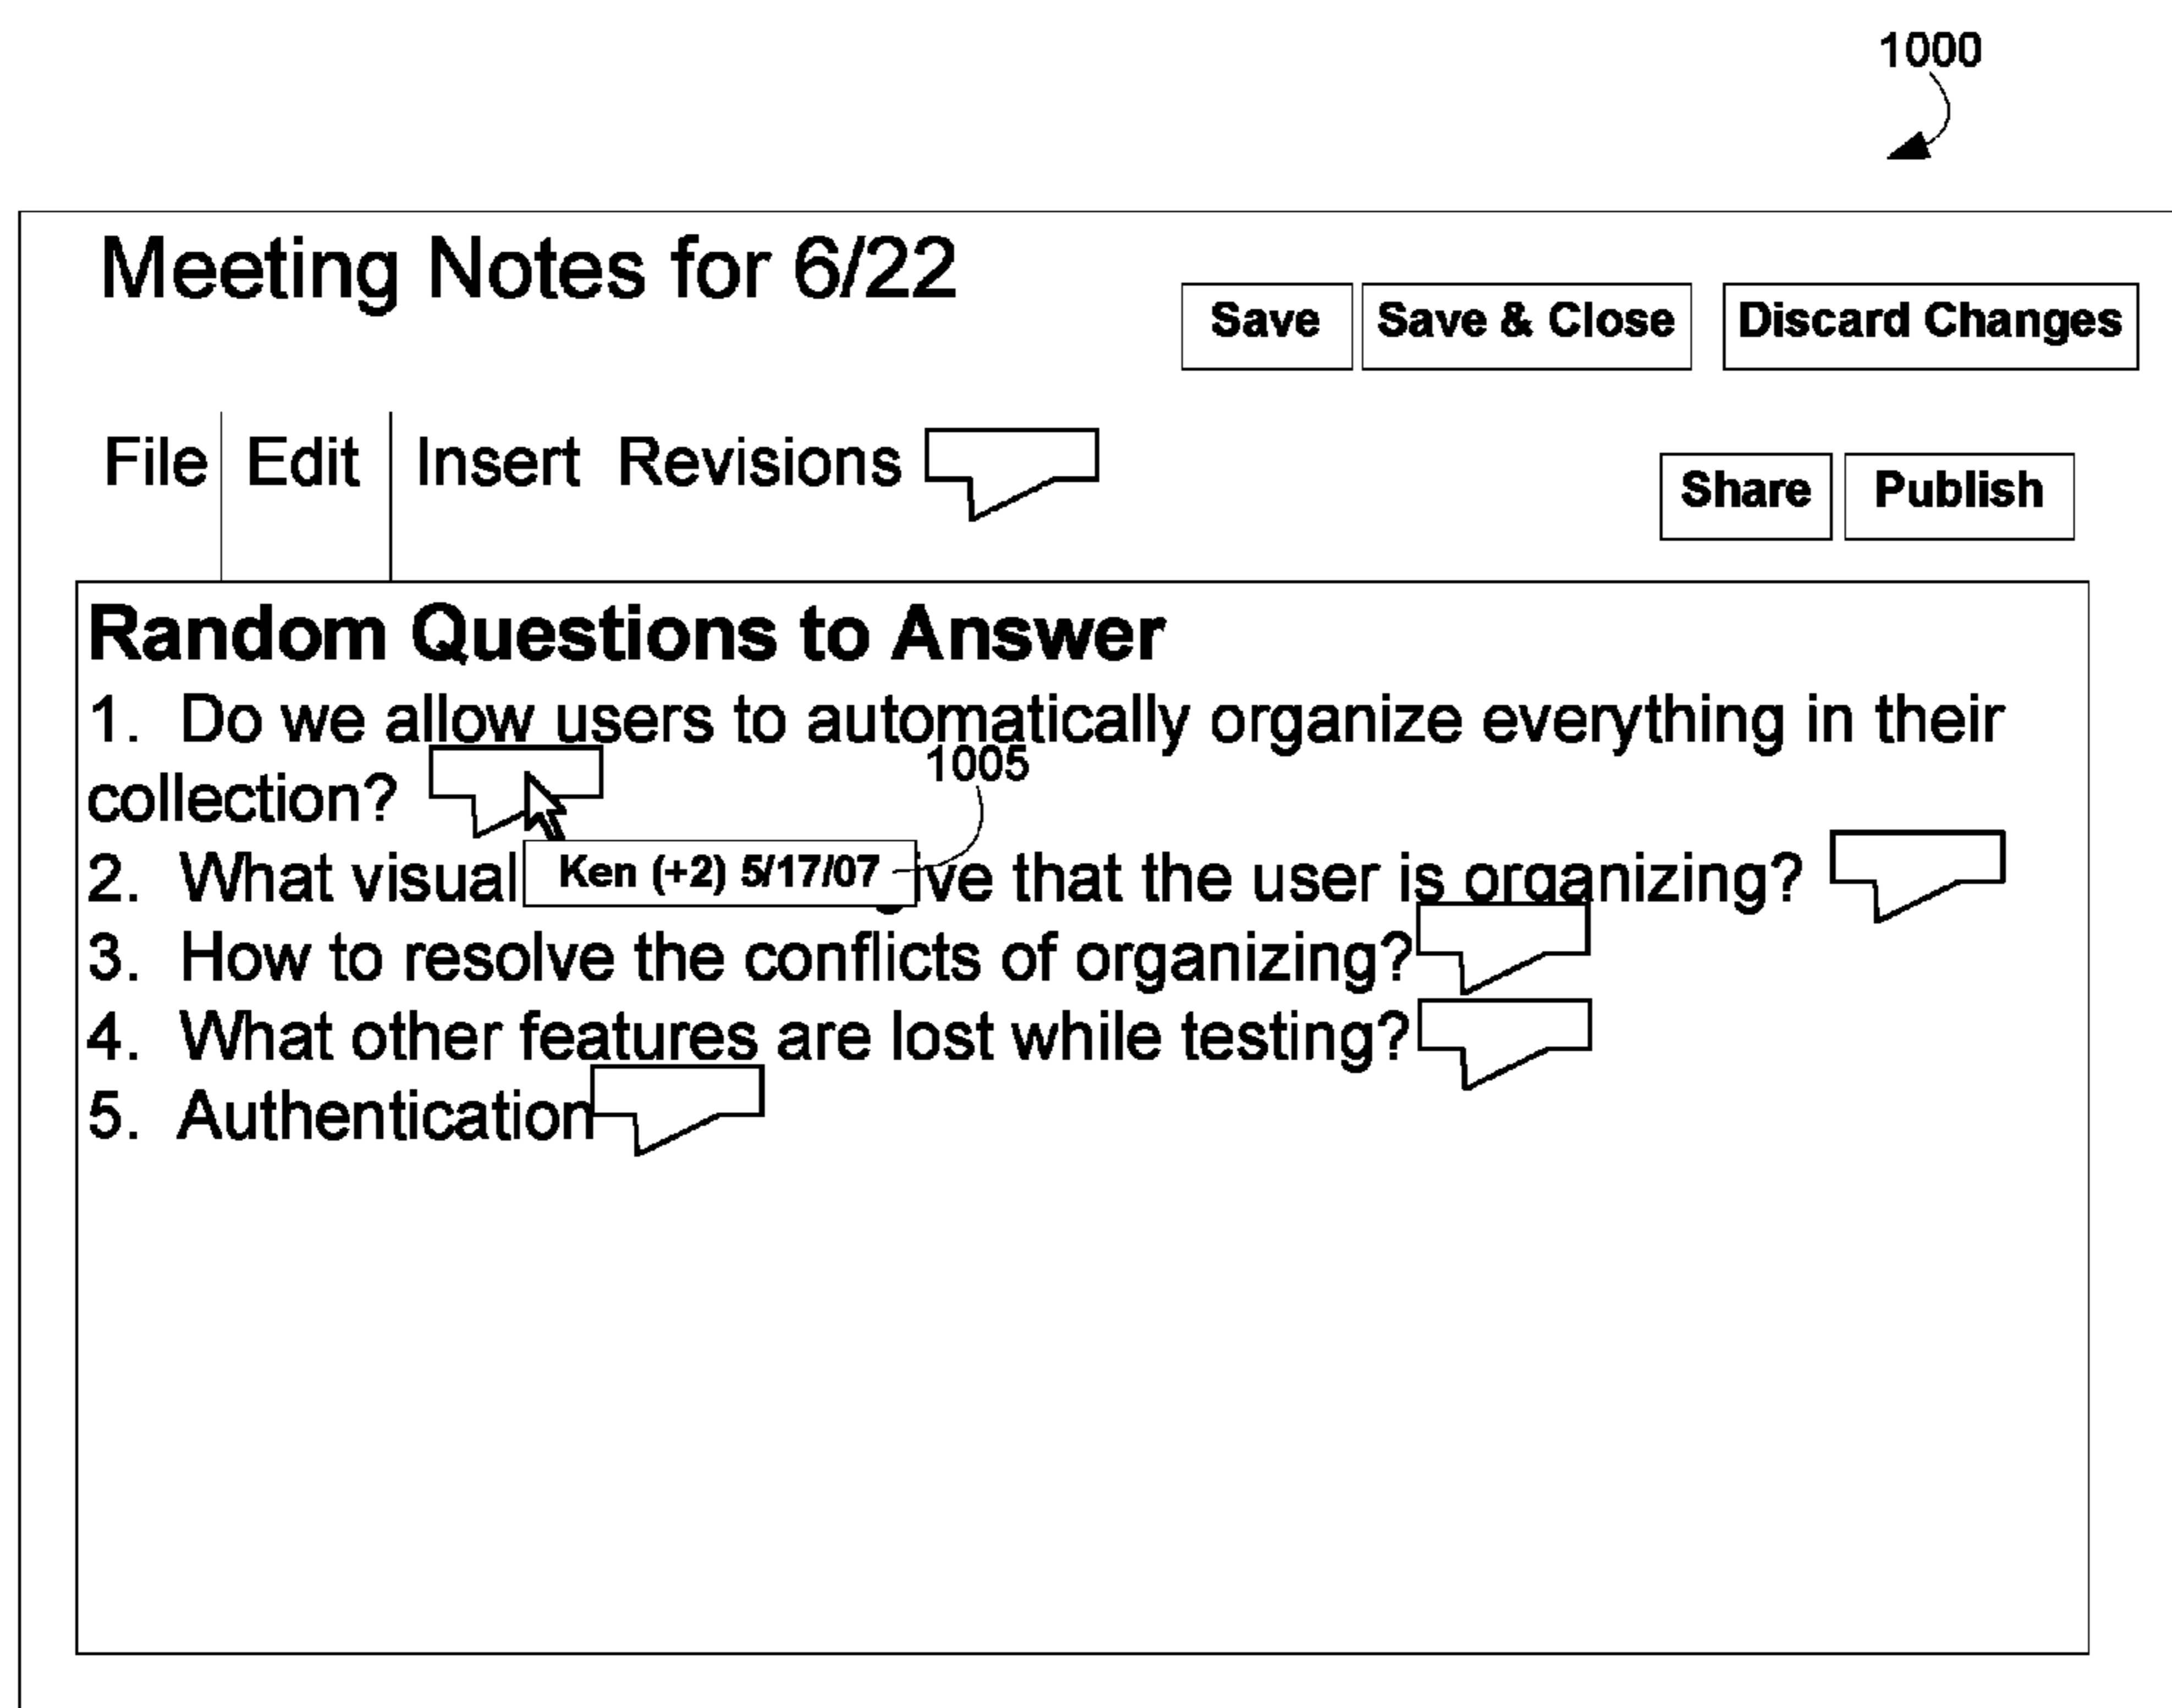 1000
Meeting Notes for 6/22
Save Save & Close Discard Changes
File Edit Insert Revisions
Share Publish
Random Questions to Answer
1. Do we allow users to automatically organize everything in their
1005
collection?
2. What visual Ken (+2) 5/17/07 ive that the user is organizing?
3. How to resolve the conflicts of organizing?
4. What other features are lost while testing?
5. Authentication